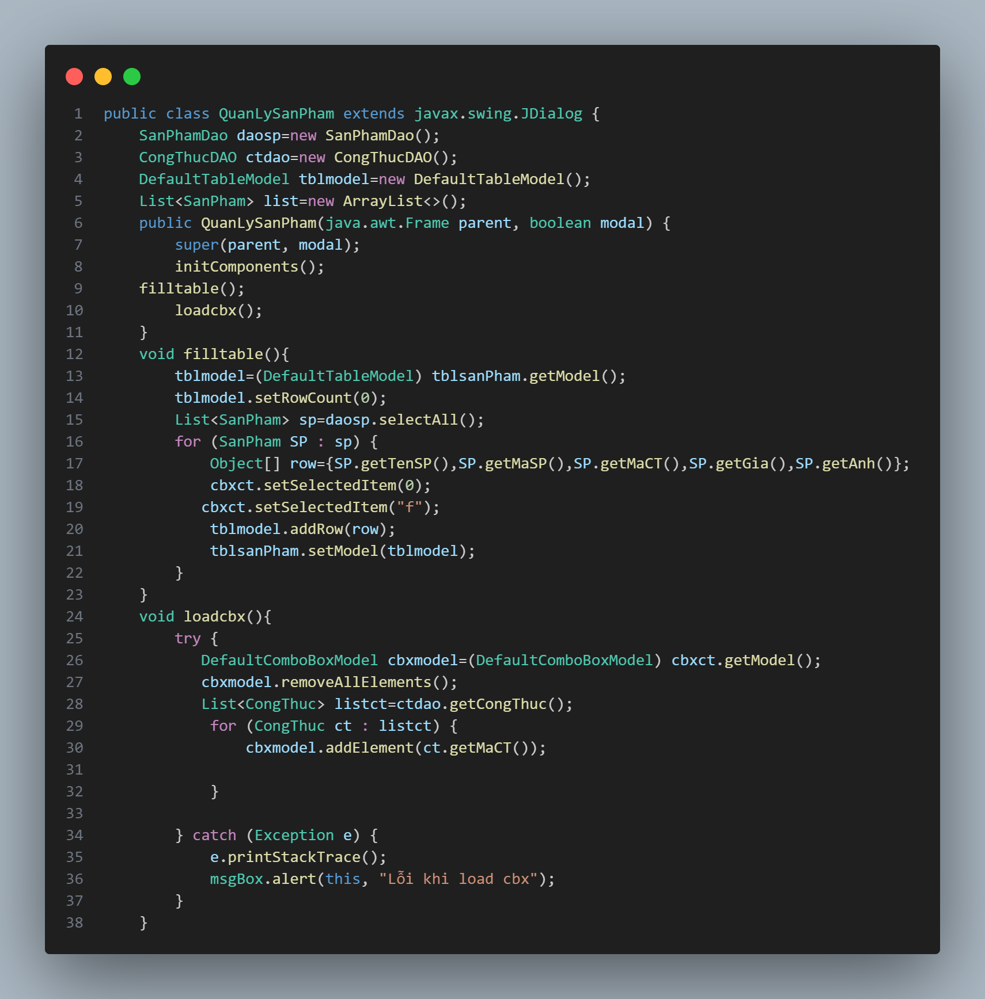 1 public class QuanLySanPham extends javax.swing.JDialog {
2     SanPhamDao daosp=new SanPhamDao();
3     CongThucDAO ctdao=new CongThucDAO();
4     DefaultTableModel tblmodel=new DefaultTableModel();
5     List<SanPham> list=new ArrayList<>();
6     public QuanLySanPham(java.awt.Frame parent, boolean modal) {
7         super(parent, modal);
8         initComponents();
9     filltable();
10         loadcbx();
11     }
12     void filltable(){
13         tblmodel=(DefaultTableModel) tblsanPham.getModel();
14         tblmodel.setRowCount(0);
15         List<SanPham> sp=daosp.selectAll();
16         for (SanPham SP : sp) {
17             Object[] row={SP.getTenSP(),SP.getMaSP(),SP.getMaCT(),SP.getGia(),SP.getAnh()};
18             cbxct.setSelectedItem(0);
19            cbxct.setSelectedItem("f");
20             tblmodel.addRow(row);
21             tblsanPham.setModel(tblmodel);
22         }
23     }
24     void loadcbx(){
25         try {
26            DefaultComboBoxModel cbxmodel=(DefaultComboBoxModel) cbxct.getModel();
27            cbxmodel.removeAllElements();
28            List<CongThuc> listct=ctdao.getCongThuc();
29             for (CongThuc ct : listct) {
30                 cbxmodel.addElement(ct.getMaCT());
31
32             }
33
34         } catch (Exception e) {
35             e.printStackTrace();
36             msgBox.alert(this, "Lỗi khi load cbx");
37         }
38     }